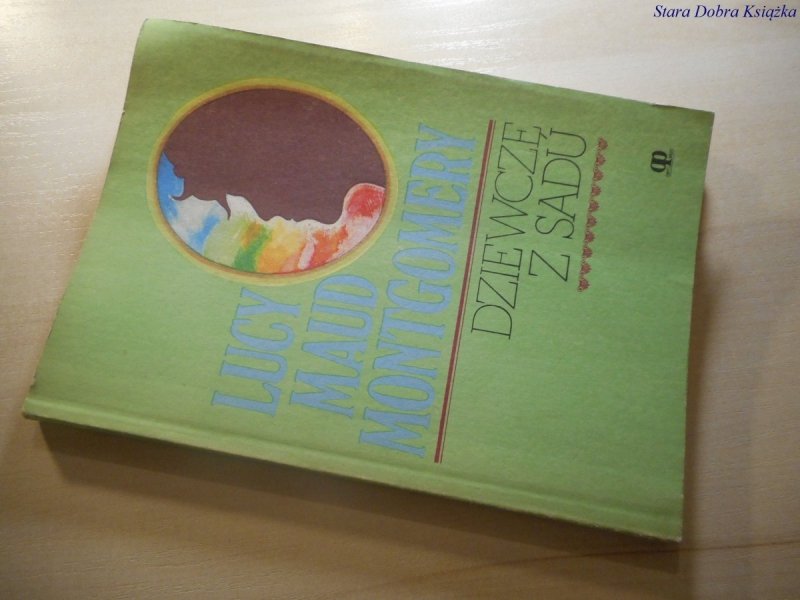 Stara Dobra Książka
LUCY
MAUD
MONTGOMERY
DZIEWCZĘ
Z SADU